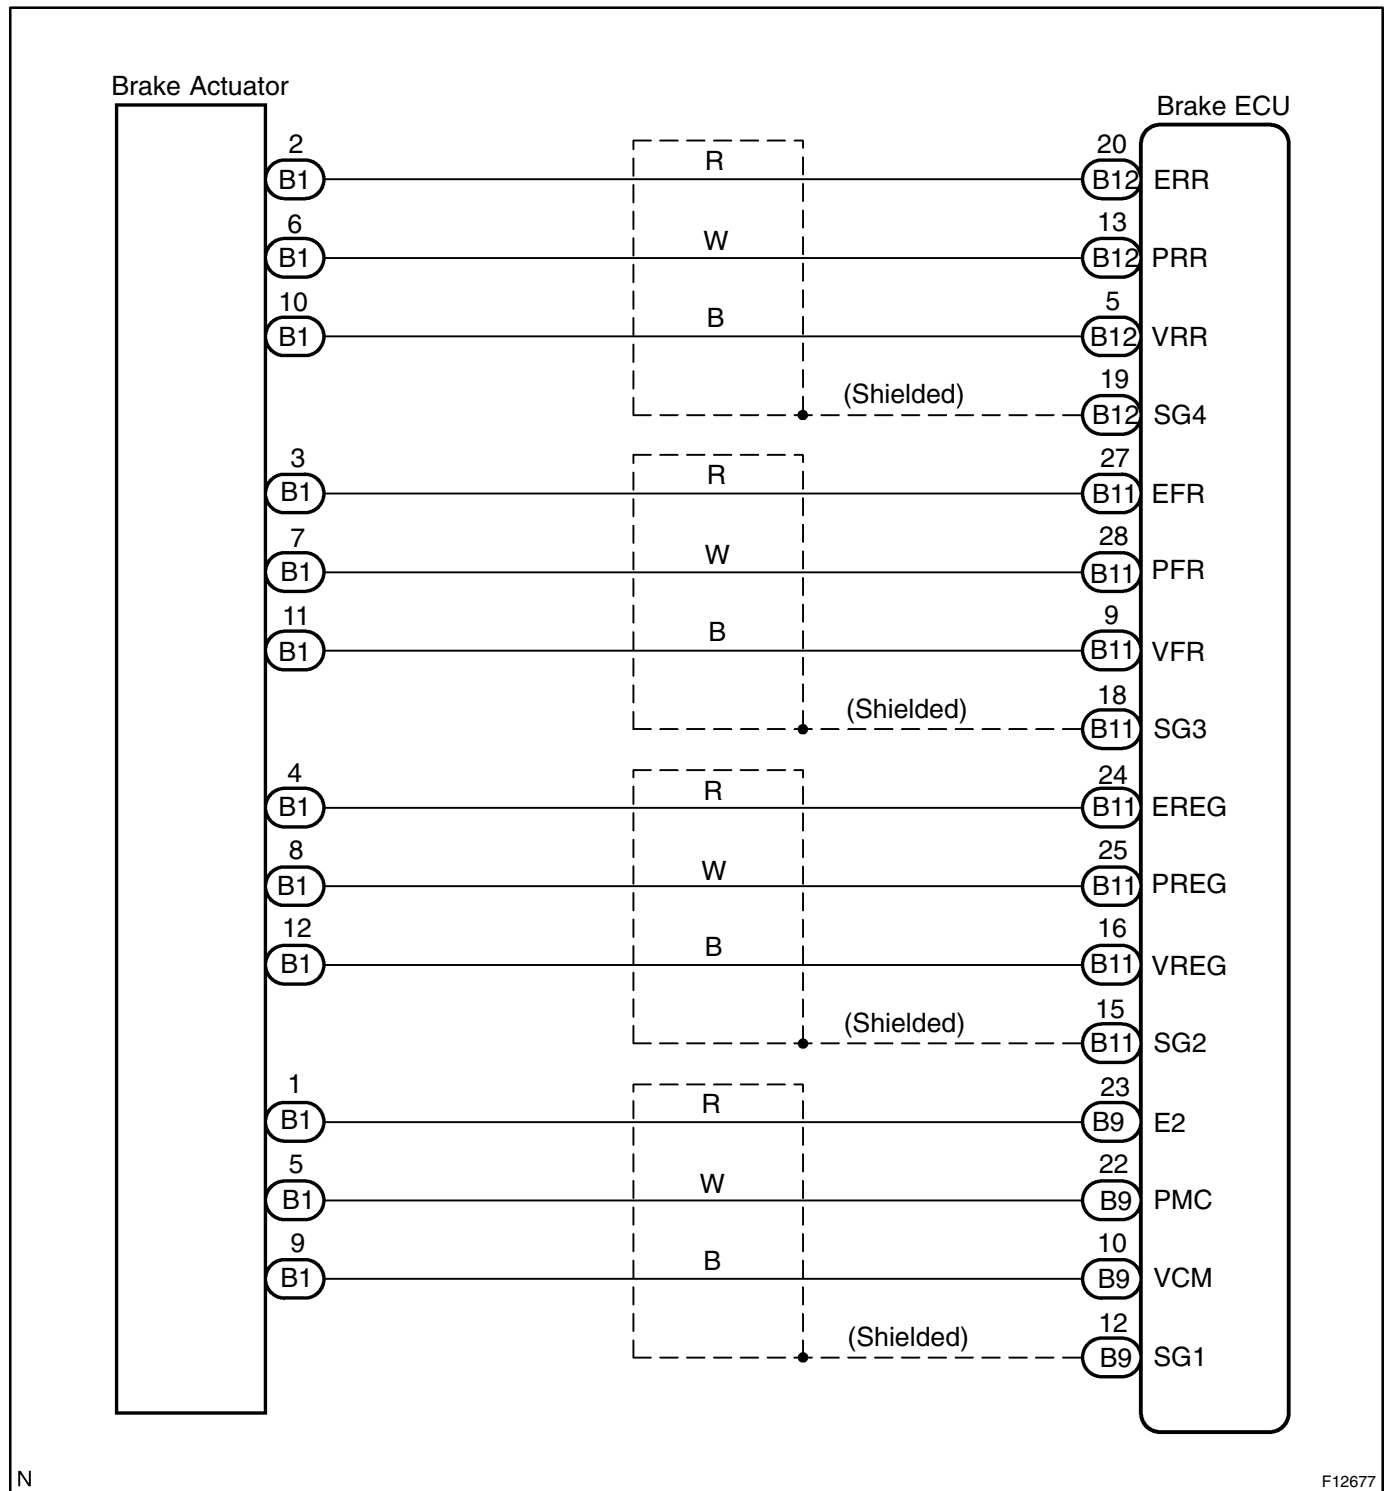 Brake Actuator
Brake ECU
2
R
20
B1
B12
ERR
6
W
13
B1
B12
PRR
10
B
5
B1
B12
VRR
(Shielded)
19
B12
SG4
3
R
27
B1
B11
EFR
7
W
28
B1
B11
PFR
11
B
9
B1
B11
VFR
(Shielded)
18
B11
SG3
4
R
24
B1
B11
EREG
8
W
25
B1
B11
PREG
12
B
16
B1
B11
VREG
(Shielded)
15
B11
SG2
1
R
23
B1
B9
E2
5
W
22
B1
B9
PMC
9
B
10
B1
B9
VCM
(Shielded)
12
B9
SG1
N
F12677